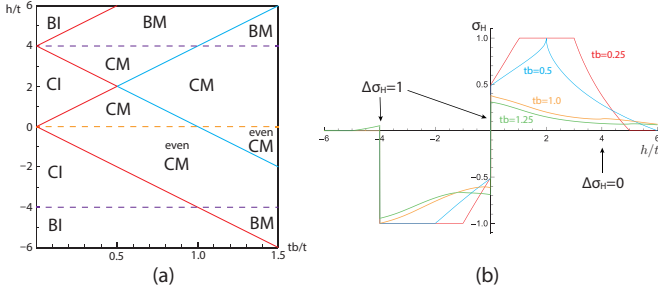 h/t
6
4
2
0
−2
−4
−6
BI
BM
BM
CM
CI
CM
CM
even
CM
even
CM
CI
BI
BM
0.5
1.0
1.5
tb/t
(a)
σH
1.0
0.5
−0.5
−1.0
tb=0.25
tb=0.5
tb=1.0
tb=1.25
ΔσH=1
ΔσH=0
−6
−4
−2
2
4
6
h/t
(b)